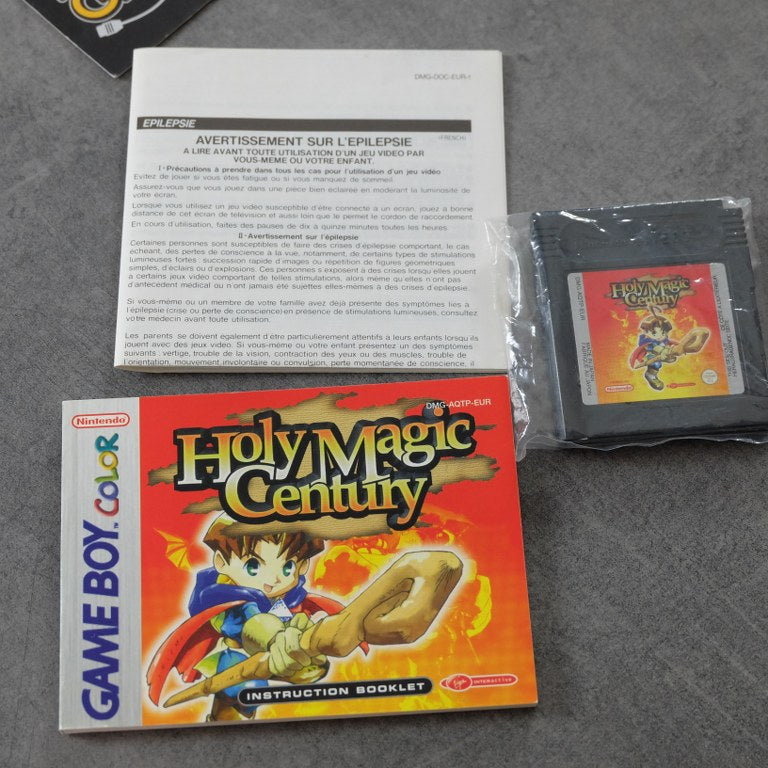 DMG-DOC-EUR-1
EPILEPSIE
(FRENCH)
AVERTISSEMENT SUR L'EPILEPSIE
A LIRE AVANT TOUTE UTILISATION D'UN JEU VIDEO PAR
VOUS-MEME OU VOTRE ENFANT.
I-Précautions à prendre dans tous les cas pour l'utilisation d'un jeu vidéo
Evitez de jouer si vous êtes fatigué ou si vous manquez de sommeil.
Assurez-vous que vous jouez dans une pièce bien éclairée en modérant la luminosité de
votre écran.
Lorsque vous utilisez un jeu vidéo susceptible d'être connecté à un écran, jouez à bonne
distance de cet écran de télévision et aussi loin que le permet le cordon de raccordement.
En cours d'utilisation, faites des pauses de dix à quinze minutes toutes les heures.
II-Avertissement sur l'épilepsie
Certaines personnes sont susceptibles de faire des crises d'épilepsie comportant, le cas
échéant, des pertes de conscience à la vue, notamment, de certains types de stimulations
lumineuses fortes : succession rapide d'images ou répétition de figures géométriques
simples, d'éclairs ou d'explosions. Ces personnes s'exposent à des crises lorsqu'elles jouent
à certains jeux vidéo comportant de telles stimulations, alors même qu'elles n'ont pas
d'antécédent médical ou n'ont jamais été sujettes elles-mêmes à des crises d'épilepsie.
Si vous-même ou un membre de votre famille avez déjà présenté des symptômes liés à
l'épilepsie (crise ou perte de conscience) en présence de stimulations lumineuses, consultez
votre médecin avant toute utilisation.
Les parents se doivent également d'être particulièrement attentifs à leurs enfants lorsqu'ils
jouent avec des jeux vidéo. Si vous-même ou votre enfant présentez un des symptômes
suivants : vertige, trouble de la vision, contraction des yeux ou des muscles, trouble de
l'orientation, mouvement involontaire ou convulsion, perte momentanée de conscience, il
Holy Magic
Century
DMG-AQTP-EUR
MADE IN JAPAN
FABRIQUÉ AU JAPON
Nintendo
Nintendo
GAME BOY COLOR
TM
DMG-AQTP-EUR
Holy Magic
Century
INSTRUCTION BOOKLET
Virgin INTERACTIVE